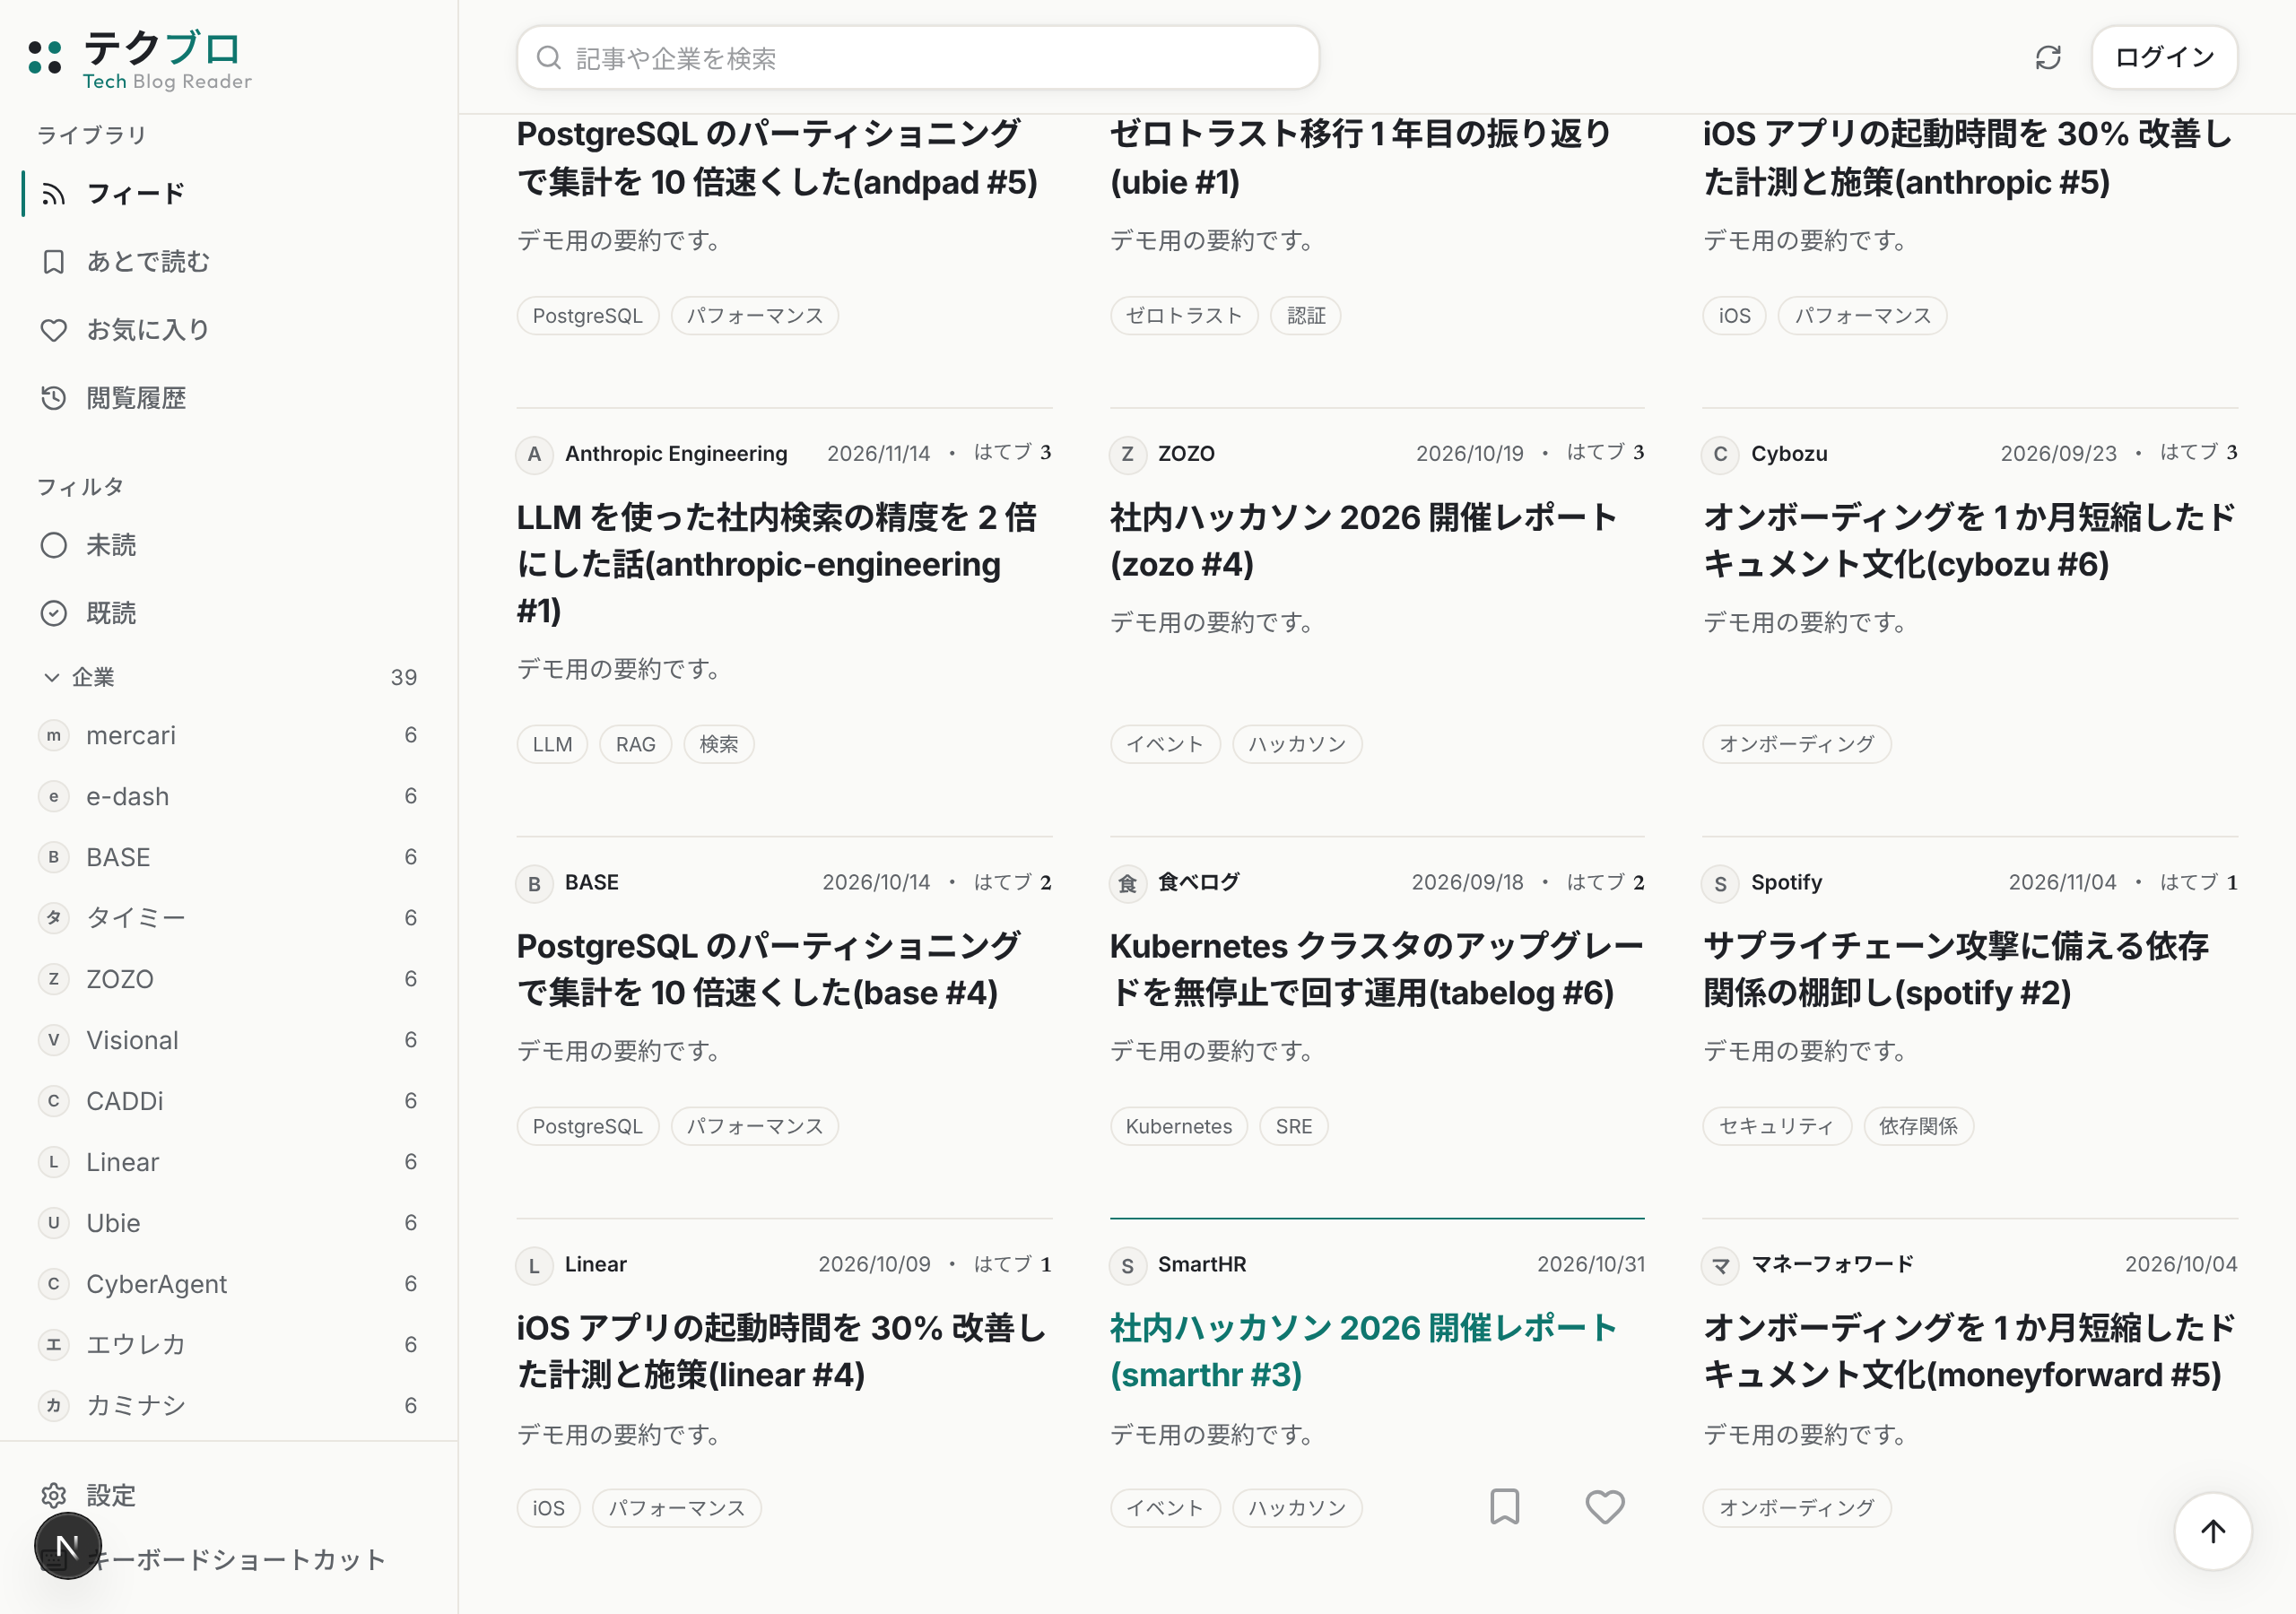 テクブロ
Tech Blog Reader
ライブラリ
フィード
あとで読む
お気に入り
閲覧履歴
フィルタ
未読
既読
企業 39
m mercari 6
e e-dash 6
B BASE 6
タ タイミー 6
Z ZOZO 6
V Visional 6
C CADDi 6
L Linear 6
U Ubie 6
C CyberAgent 6
エ エウレカ 6
カ カミナシ 6
設定
N
キーボードショートカット
記事や企業を検索
ログイン
PostgreSQL のパーティショニング
で集計を 10 倍速くした(andpad #5)
デモ用の要約です。
PostgreSQL パフォーマンス
ゼロトラスト移行 1 年目の振り返り
(ubie #1)
デモ用の要約です。
ゼロトラスト 認証
iOS アプリの起動時間を 30% 改善し
た計測と施策(anthropic #5)
デモ用の要約です。
iOS パフォーマンス
A Anthropic Engineering 2026/11/14 • はてブ 3
LLM を使った社内検索の精度を 2 倍
にした話(anthropic-engineering
#1)
デモ用の要約です。
LLM RAG 検索
Z ZOZO 2026/10/19 • はてブ 3
社内ハッカソン 2026 開催レポート
(zozo #4)
デモ用の要約です。
イベント ハッカソン
C Cybozu 2026/09/23 • はてブ 3
オンボーディングを 1 か月短縮したド
キュメント文化(cybozu #6)
デモ用の要約です。
オンボーディング
B BASE 2026/10/14 • はてブ 2
PostgreSQL のパーティショニング
で集計を 10 倍速くした(base #4)
デモ用の要約です。
PostgreSQL パフォーマンス
食 食べログ 2026/09/18 • はてブ 2
Kubernetes クラスタのアップグレー
ドを無停止で回す運用(tabelog #6)
デモ用の要約です。
Kubernetes SRE
S Spotify 2026/11/04 • はてブ 1
サプライチェーン攻撃に備える依存
関係の棚卸し(spotify #2)
デモ用の要約です。
セキュリティ 依存関係
L Linear 2026/10/09 • はてブ 1
iOS アプリの起動時間を 30% 改善し
た計測と施策(linear #4)
デモ用の要約です。
iOS パフォーマンス
S SmartHR 2026/10/31
社内ハッカソン 2026 開催レポート
(smarthr #3)
デモ用の要約です。
イベント ハッカソン
マ マネーフォワード 2026/10/04
オンボーディングを 1 か月短縮したド
キュメント文化(moneyforward #5)
デモ用の要約です。
オンボーディング